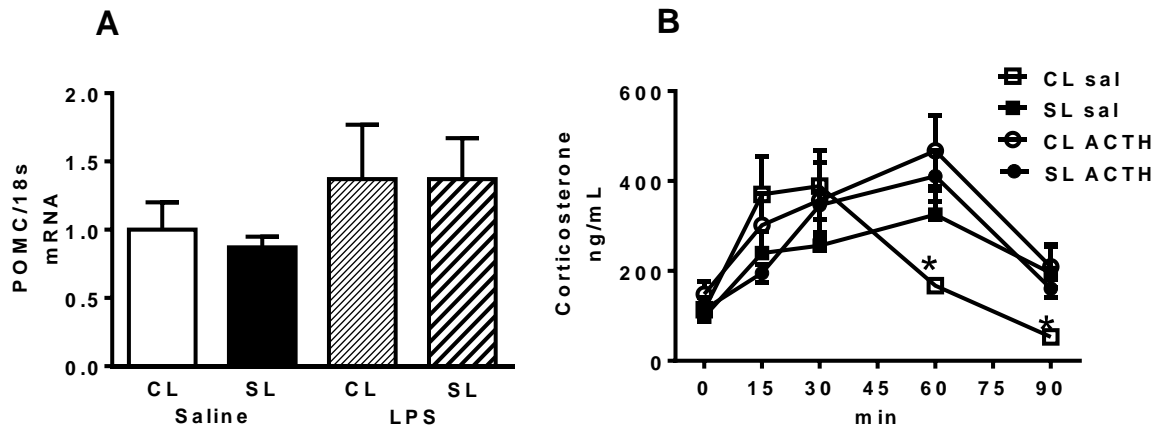 A
POMC/18s
mRNA
2.0
1.5
1.0
0.5
0.0
CL
SL
CL
SL
Saline
LPS
B
CL sal
SL sal
CL ACTH
SL ACTH
Corticosterone
ng/mL
600
400
200
0
*
*
0
15
30
45
60
75
90
min